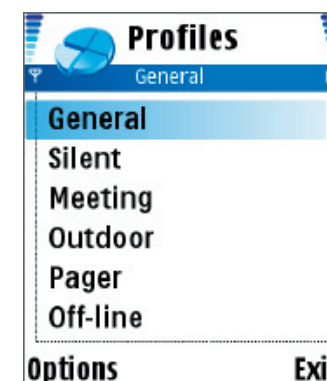 Profiles
General
General
Silent
Meeting
Outdoor
Pager
Off-line
Options Exi